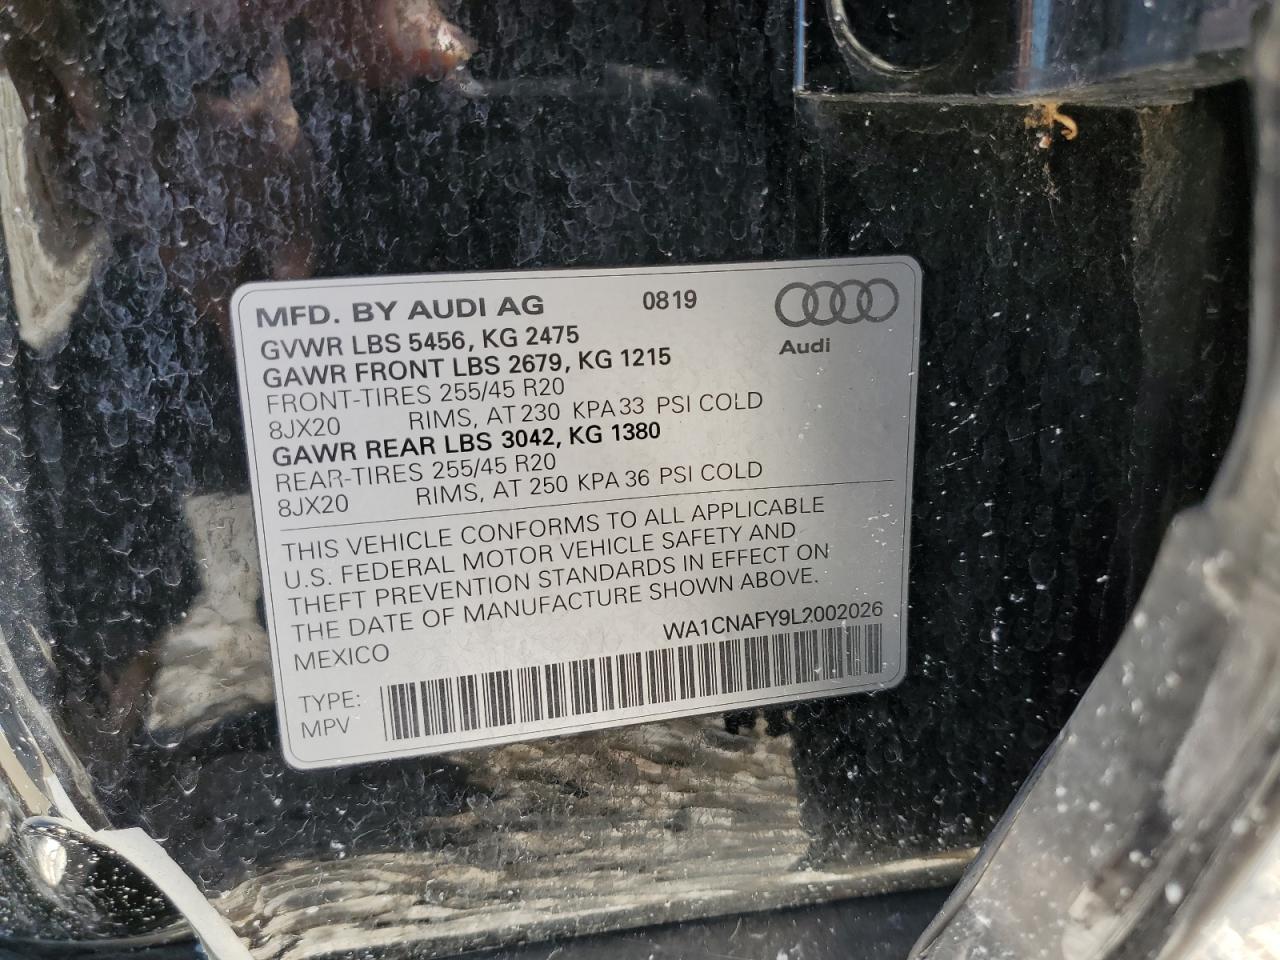 MFD. BY AUDI AG 0819
GVWR LBS 5456, KG 2475
GAWR FRONT LBS 2679, KG 1215
FRONT-TIRES 255/45 R20
8JX20 RIMS, AT 230 KPA 33 PSI COLD
GAWR REAR LBS 3042, KG 1380
REAR-TIRES 255/45 R20
8JX20 RIMS, AT 250 KPA 36 PSI COLD
Audi
THIS VEHICLE CONFORMS TO ALL APPLICABLE
U.S. FEDERAL MOTOR VEHICLE SAFETY AND
THEFT PREVENTION STANDARDS IN EFFECT ON
THE DATE OF MANUFACTURE SHOWN ABOVE.
MEXICO WA1CNAFY9L2002026
TYPE:
MPV